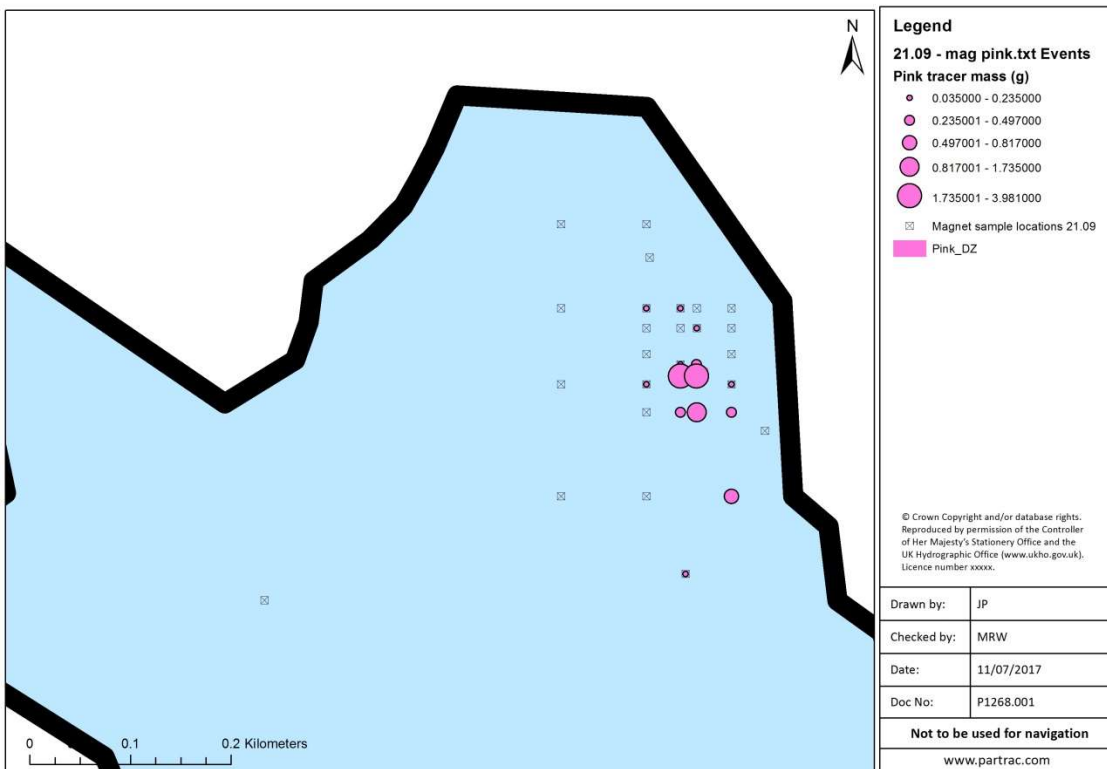 N
0
0.1
0.2 Kilometers
Legend
21.09 - mag pink.txt Events
Pink tracer mass (g)
0.035000 - 0.235000
0.235001 - 0.497000
0.497001 - 0.817000
0.817001 - 1.735000
1.735001 - 3.981000
Magnet sample locations 21.09
Pink_DZ
© Crown Copyright and/or database rights.
Reproduced by permission of the Controller
of Her Majesty's Stationery Office and the
UK Hydrographic Office (www.ukho.gov.uk).
Licence number xxxxx.
Drawn by: JP
Checked by: MRW
Date: 11/07/2017
Doc No: P1268.001
Not to be used for navigation
www.partrac.com